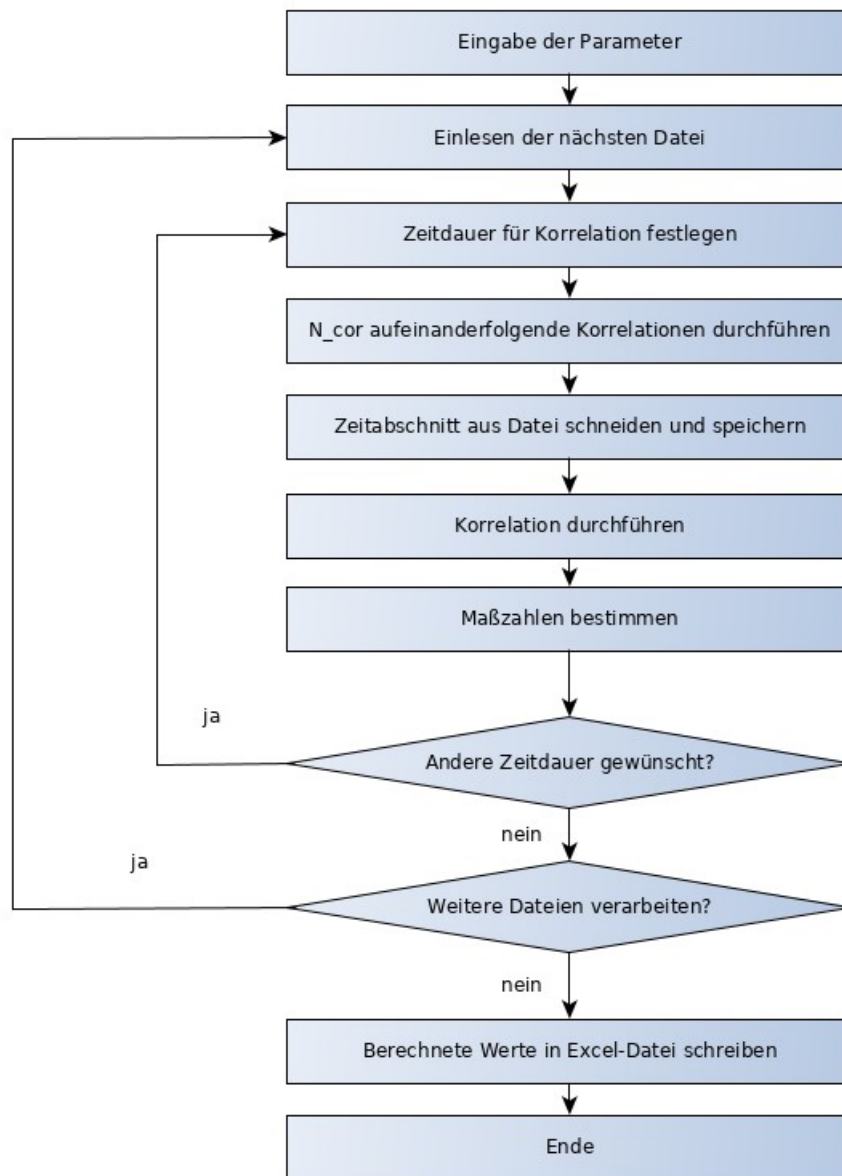 Eingabe der Parameter
Einlesen der nächsten Datei
Zeitdauer für Korrelation festlegen
N_cor aufeinanderfolgende Korrelationen durchführen
Zeitabschnitt aus Datei schneiden und speichern
Korrelation durchführen
Maßzahlen bestimmen
ja
Andere Zeitdauer gewünscht?
nein
ja
Weitere Dateien verarbeiten?
nein
Berechnete Werte in Excel-Datei schreiben
Ende